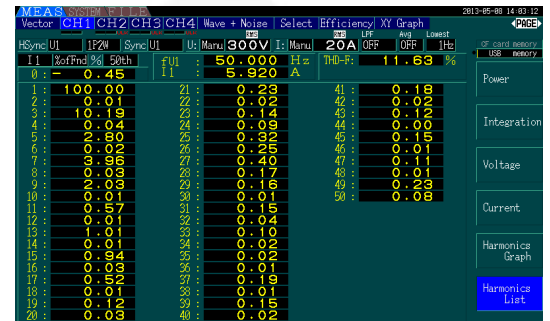 MEAS SYSTEM FILE 2013-05-08 14:03:12
Vector CH1 CH2 CH3 CH4 Wave + Noise Select Efficiency XY Graph PAGE
RMS RMS LPF Avg Lowest
HSync U1 1P2W Sync U1 U: Manu 300V I: Manu 20A OFF OFF 1Hz
CF card memory
USB memory
I1 %ofFnd % 50th fU1 : 50.000 Hz THD-F: 11.63 %
0 : - 0.45 I1 : 5.920 A
1 : 100.00 21 : 0.23 41 : 0.18
2 : 0.01 22 : 0.02 42 : 0.02
3 : 10.19 23 : 0.14 43 : 0.12
4 : 0.04 24 : 0.09 44 : 0.00
5 : 2.80 25 : 0.32 45 : 0.15
6 : 0.02 26 : 0.25 46 : 0.01
7 : 3.96 27 : 0.40 47 : 0.11
8 : 0.03 28 : 0.17 48 : 0.01
9 : 2.03 29 : 0.16 49 : 0.23
10 : 0.01 30 : 0.01 50 : 0.08
11 : 0.57 31 : 0.15
12 : 0.01 32 : 0.04
13 : 1.01 33 : 0.10
14 : 0.01 34 : 0.02
15 : 0.94 35 : 0.02
16 : 0.03 36 : 0.01
17 : 0.52 37 : 0.19
18 : 0.01 38 : 0.01
19 : 0.12 39 : 0.15
20 : 0.03 40 : 0.02
Power
Integration
Voltage
Current
Harmonics
Graph
Harmonics
List